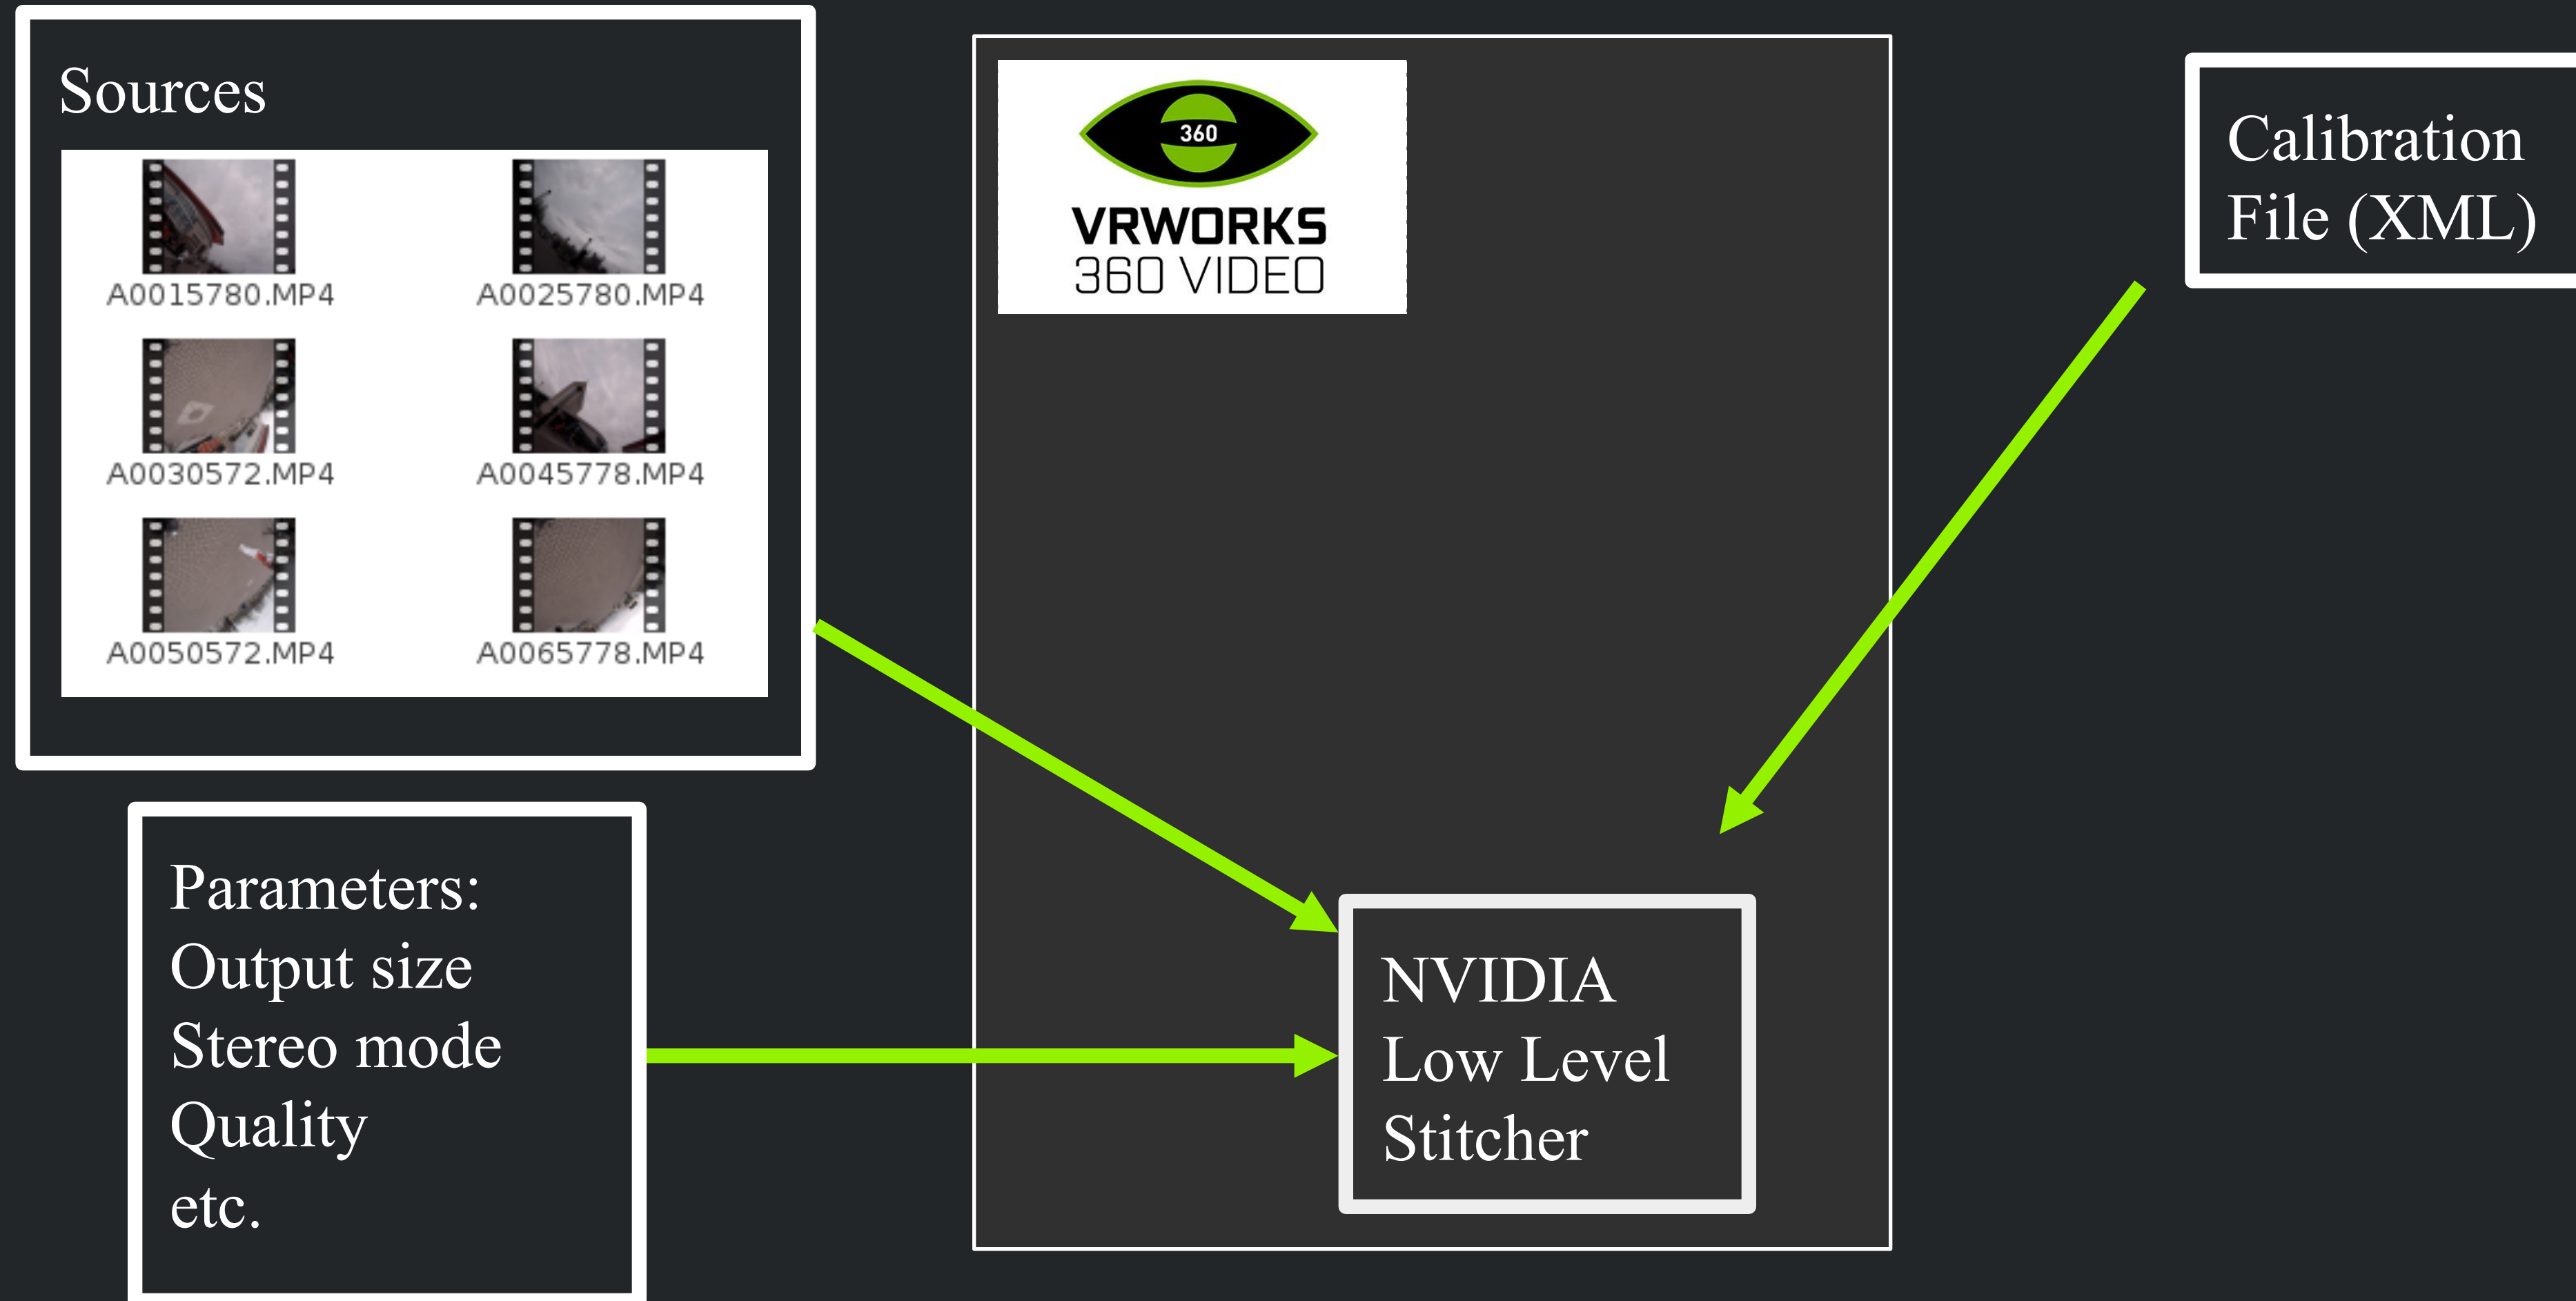 Sources
A0015780.MP4
A0025780.MP4
A0030572.MP4
A0045778.MP4
A0050572.MP4
A0065778.MP4
Parameters:
Output size
Stereo mode
Quality
etc.
360
VRWORKS
360 VIDEO
NVIDIA
Low Level
Stitcher
Calibration
File (XML)